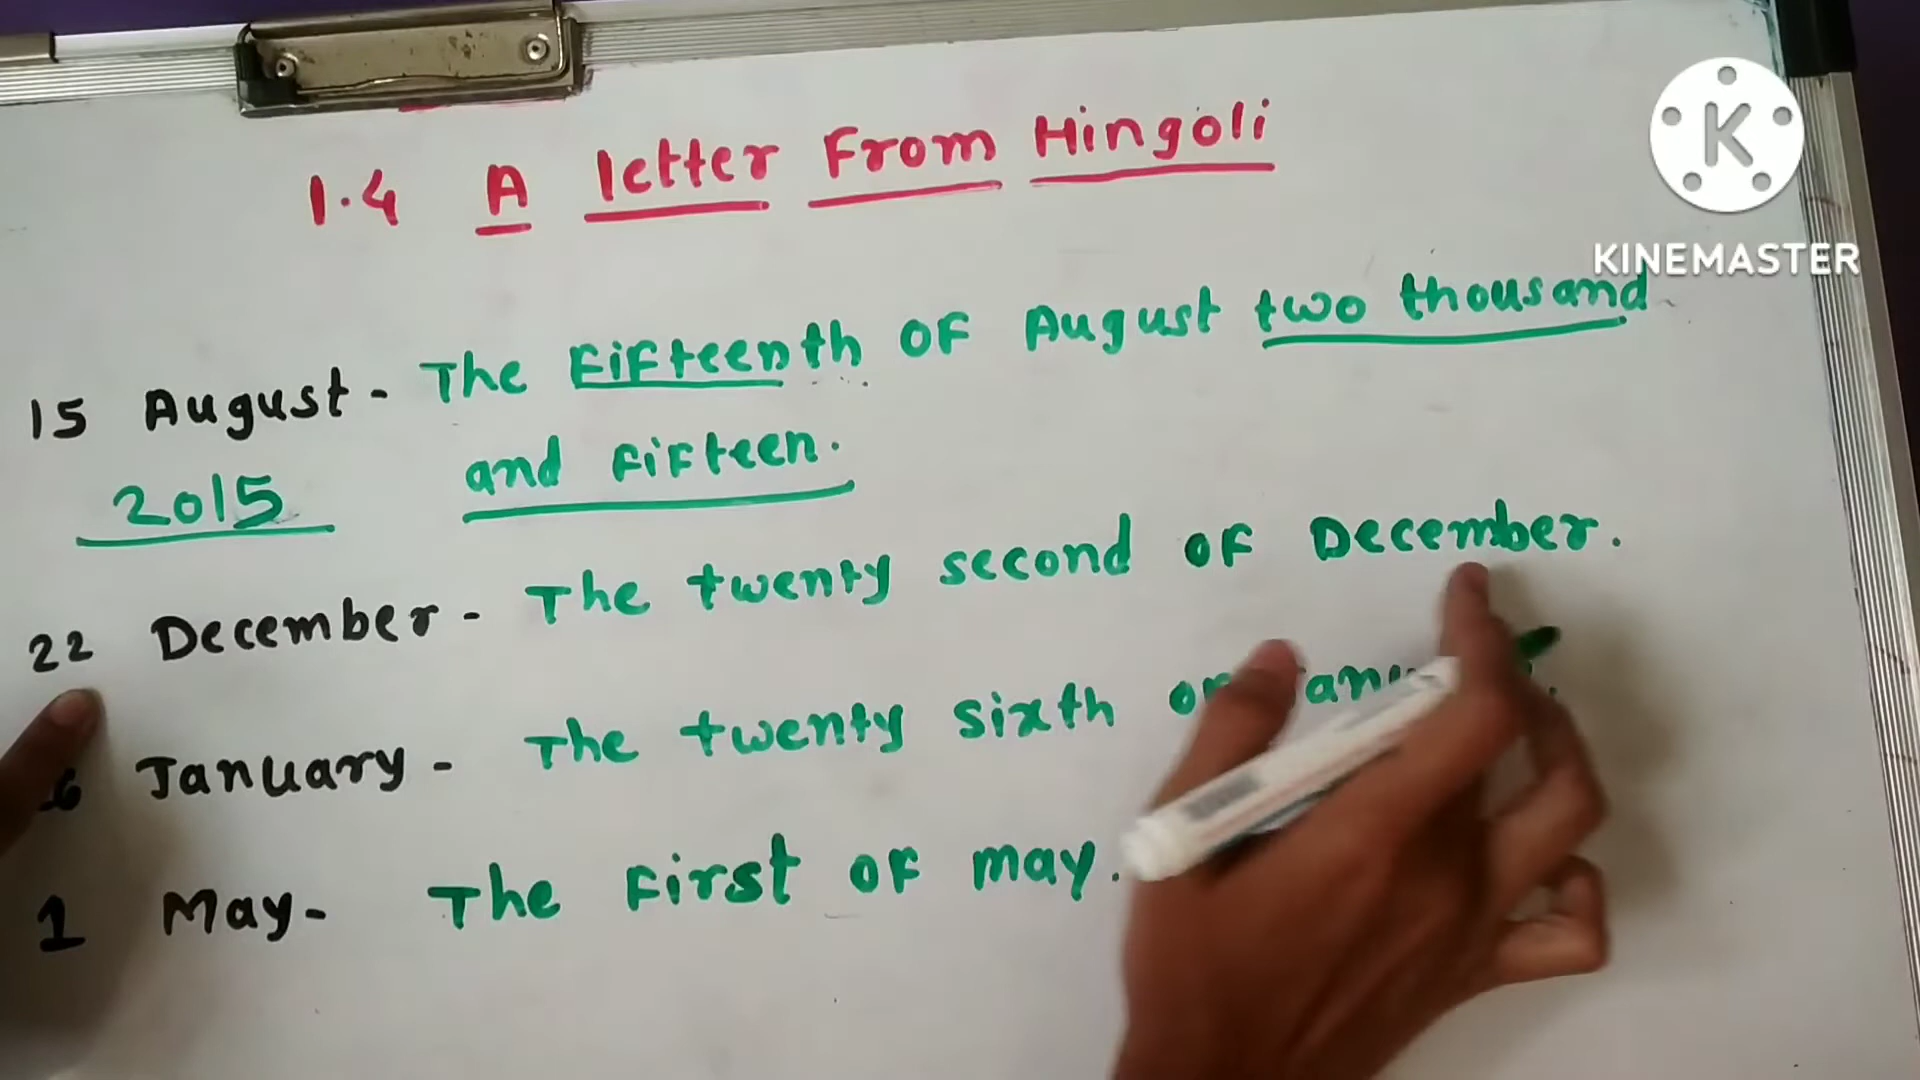 1.4 A letter From Hingoli
KINEMASTER
15 August - The Fifteenth OF August two thousand
2015 and Fifteen.
22 December - The twenty second OF December.
January - The twenty sixth
1 May - The First OF may.